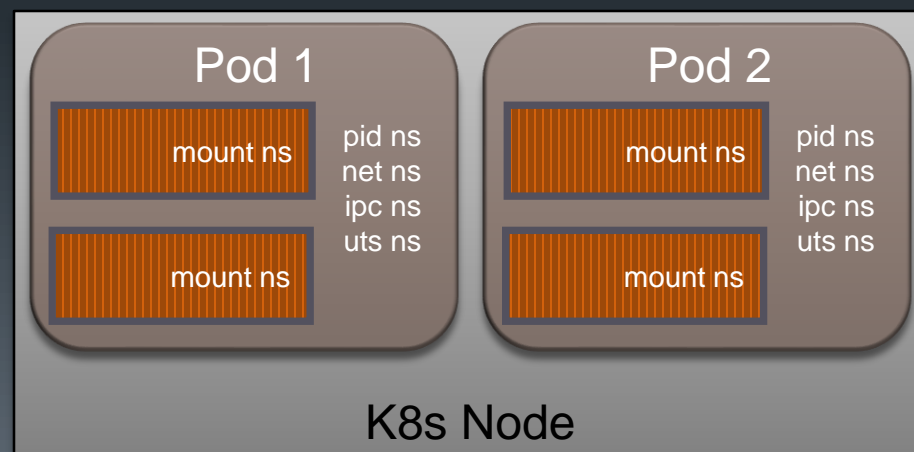 Pod 1
mount ns
mount ns
pid ns
net ns
ipc ns
uts ns
Pod 2
mount ns
mount ns
pid ns
net ns
ipc ns
uts ns
K8s Node